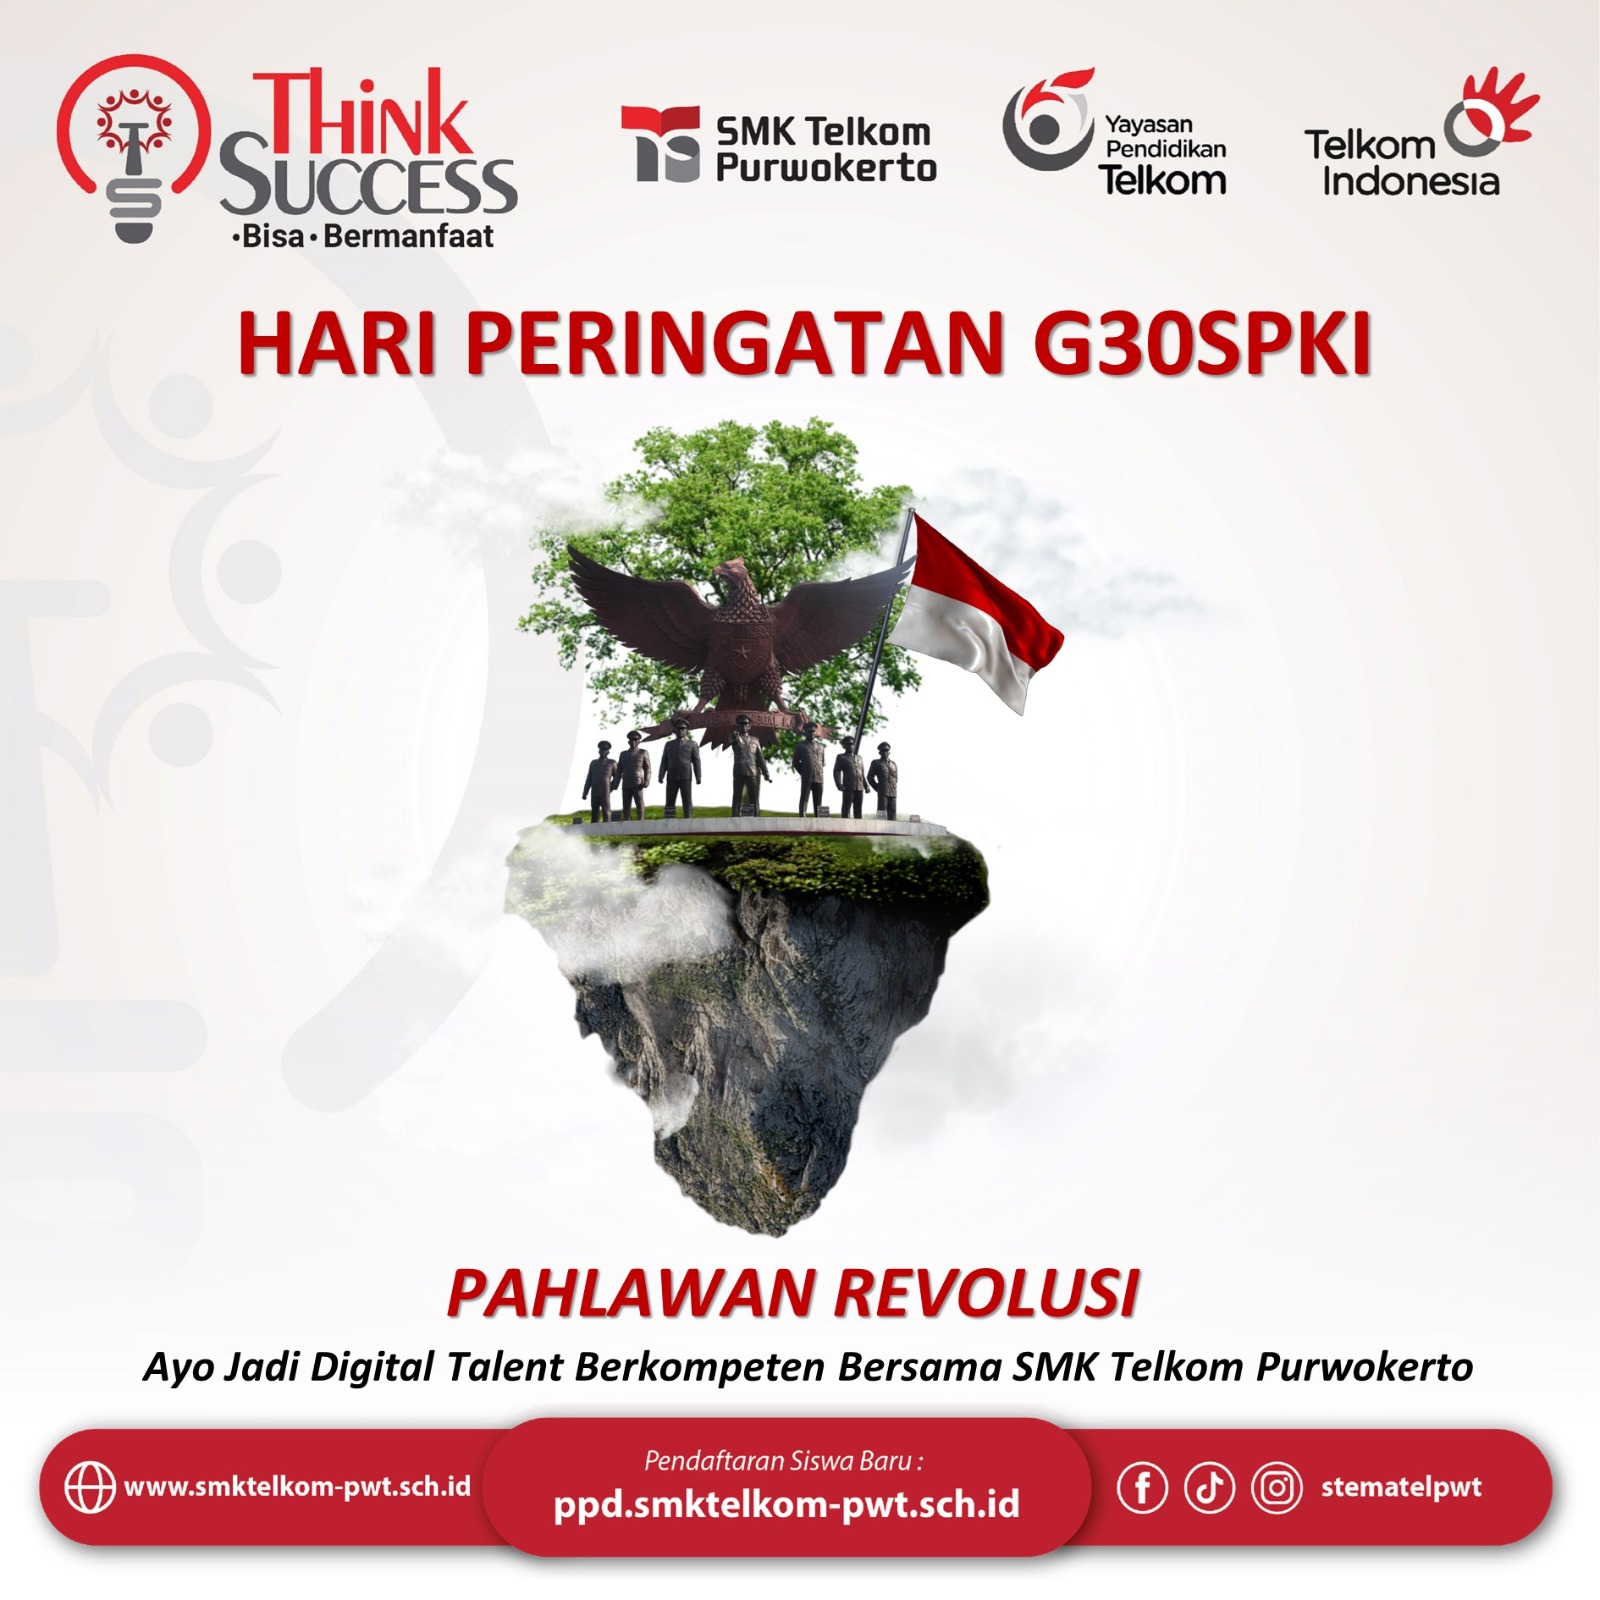 Think
Success
•Bisa•Bermanfaat
SMK Telkom
Purwokerto
Yayasan
Pendidikan
Telkom
Telkom
Indonesia
HARI PERINGATAN G30SPKI
PAHLAWAN REVOLUSI
Ayo Jadi Digital Talent Berkompeten Bersama SMK Telkom Purwokerto
www.smktelkom-pwt.sch.id
Pendaftaran Siswa Baru :
ppd.smktelkom-pwt.sch.id
stematelpwt